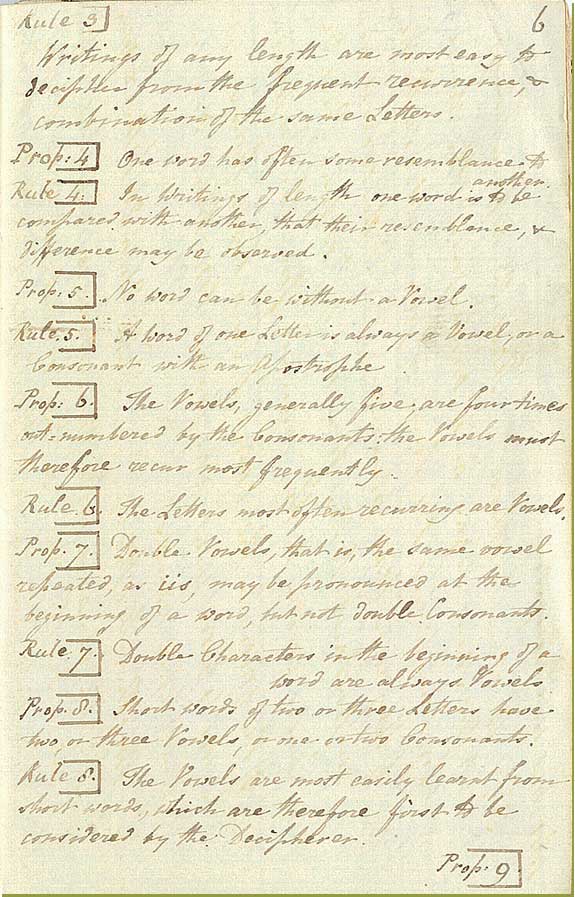 Rule 3 6
Writings of any length are most easy to
decipher from the frequent recurrence, &
combination of the same Letters.
Prop: 4 One word has often some resemblance to
another.
Rule 4. In Writings of length one word is to be
compared with another, that their resemblance, &
difference may be observed.
Prop: 5. No word can be without a Vowel.
Rule. 5. A word of one Letter is always a Vowel, or a
Consonant with an Apostrophe
Prop: 6. The Vowels, generally five, are four times
out=numbered by the Consonants: the Vowels must
therefore recur most frequently.
Rule. 6. The Letters most often recurring are Vowels.
Prop. 7. Double Vowels, that is, the same vowel
repeated, as iis, may be pronounced at the
beginning of a word, but not double Consonants.
Rule. 7. Double Characters in the beginning of a
word are always Vowels
Prop. 8. Short words of two or three Letters have
two, or three Vowels, or one or two Consonants.
Rule 8. The Vowels are most easily learnt from
short words, which are therefore first to be
considered by the Decipherer.
Prop. 9